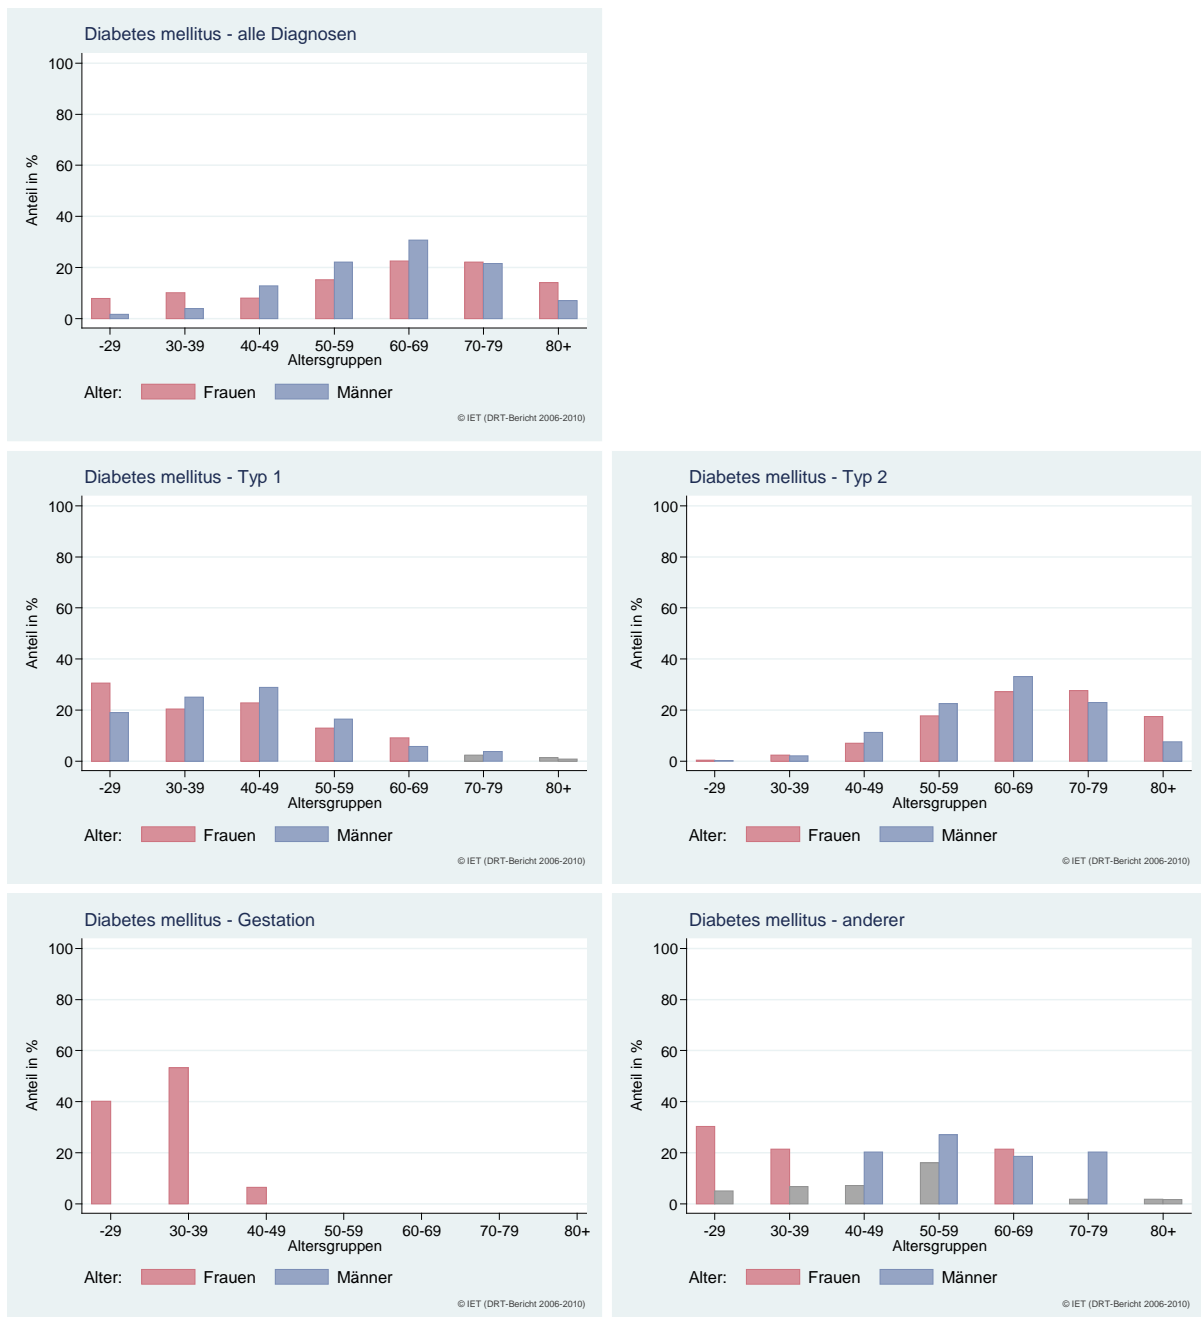 Diabetes mellitus - alle Diagnosen
100
80
60
40
20
0
Anteil in %
-29 30-39 40-49 50-59 60-69 70-79 80+
Altersgruppen
Alter: Frauen Männer
© IET (DRT-Bericht 2006-2010)
Diabetes mellitus - Typ 1
100
80
60
40
20
0
Anteil in %
-29 30-39 40-49 50-59 60-69 70-79 80+
Altersgruppen
Alter: Frauen Männer
© IET (DRT-Bericht 2006-2010)
Diabetes mellitus - Typ 2
100
80
60
40
20
0
Anteil in %
-29 30-39 40-49 50-59 60-69 70-79 80+
Altersgruppen
Alter: Frauen Männer
© IET (DRT-Bericht 2006-2010)
Diabetes mellitus - Gestation
100
80
60
40
20
0
Anteil in %
-29 30-39 40-49 50-59 60-69 70-79 80+
Altersgruppen
Alter: Frauen Männer
© IET (DRT-Bericht 2006-2010)
Diabetes mellitus - anderer
100
80
60
40
20
0
Anteil in %
-29 30-39 40-49 50-59 60-69 70-79 80+
Altersgruppen
Alter: Frauen Männer
© IET (DRT-Bericht 2006-2010)